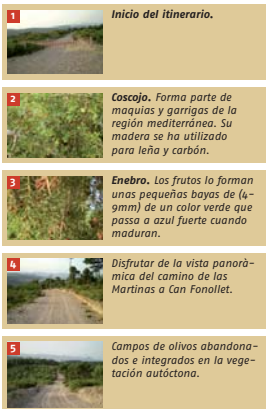 1
Inicio del itinerario.
2
Coscojo. Forma parte de
maquias y garrigas de la
región mediterránea. Su
madera se ha utilizado
para leña y carbón.
3
Enebro. Los frutos lo forman
unas pequeñas bayas de (4-
9mm) de un color verde que
pasa a azul fuerte cuando
maduran.
4
Disfrutar de la vista panorà-
mica del camino de las
Martinas a Can Fonollet.
5
Campos de olivos abandona-
dos e integrados en la vege-
tación autóctona.